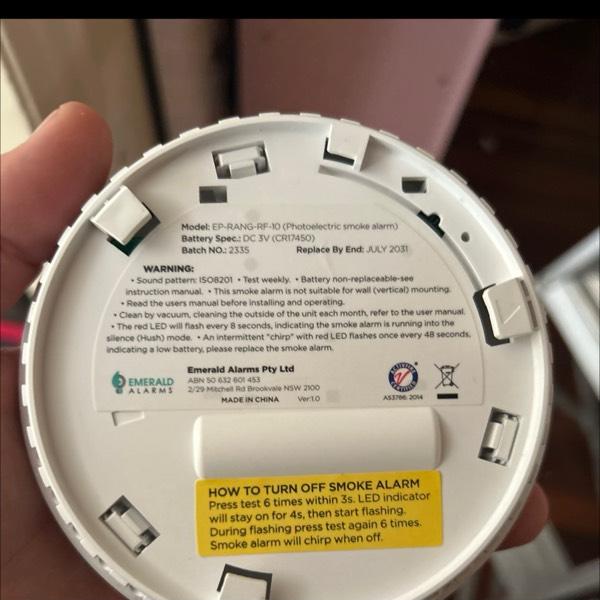 Model: EP-RANG-RF-10 (Photoelectric smoke alarm)
Battery Spec.: DC 3V (CR17450)
Batch NO.: 2335 Replace By End: JULY 2031
WARNING:
• Sound pattern: ISO8201 • Test weekly. • Battery non-replaceable-see
instruction manual. • This smoke alarm is not suitable for wall (vertical) mounting.
• Read the users manual before installing and operating.
• Clean by vacuum, cleaning the outside of the unit each month, refer to the user manual.
• The red LED will flash every 8 seconds, indicating the smoke alarm is running into the
silence (Hush) mode. • An intermittent "chirp" with red LED flashes once every 48 seconds,
indicating a low battery, please replace the smoke alarm.
EMERALD
ALARMS
Emerald Alarms Pty Ltd
ABN 50 632 601 453
2/29 Mitchell Rd Brookvale NSW 2100
MADE IN CHINA Ver:1.0
AS3786: 2014
HOW TO TURN OFF SMOKE ALARM
Press test 6 times within 3s. LED indicator
will stay on for 4s, then start flashing.
During flashing press test again 6 times.
Smoke alarm will chirp when off.